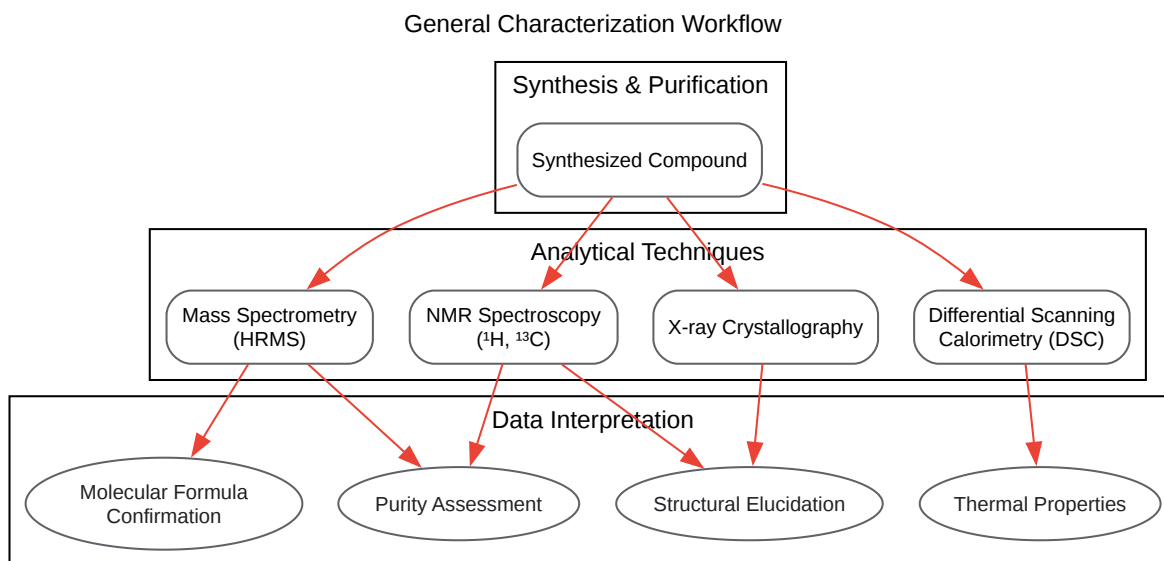 General Characterization Workflow
Synthesis & Purification
Synthesized Compound
Analytical Techniques
Mass Spectrometry
(HRMS)
NMR Spectroscopy
(¹H, ¹³C)
X-ray Crystallography
Differential Scanning
Calorimetry (DSC)
Data Interpretation
Molecular Formula
Confirmation
Purity Assessment
Structural Elucidation
Thermal Properties